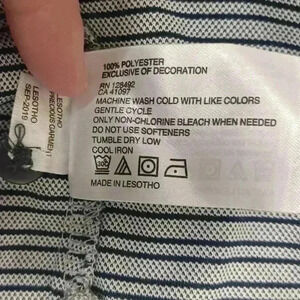 100% POLYESTER
EXCLUSIVE OF DECORATION
RN 128492
CA 41097
MACHINE WASH COLD WITH LIKE COLORS
GENTLE CYCLE
ONLY NON-CHLORINE BLEACH WHEN NEEDED
DO NOT USE SOFTENERS
TUMBLE DRY LOW
COOL IRON
MADE IN LESOTHO
LESOTHO
PRECIOUS GARMENT
LESOTHO
SEP-2019